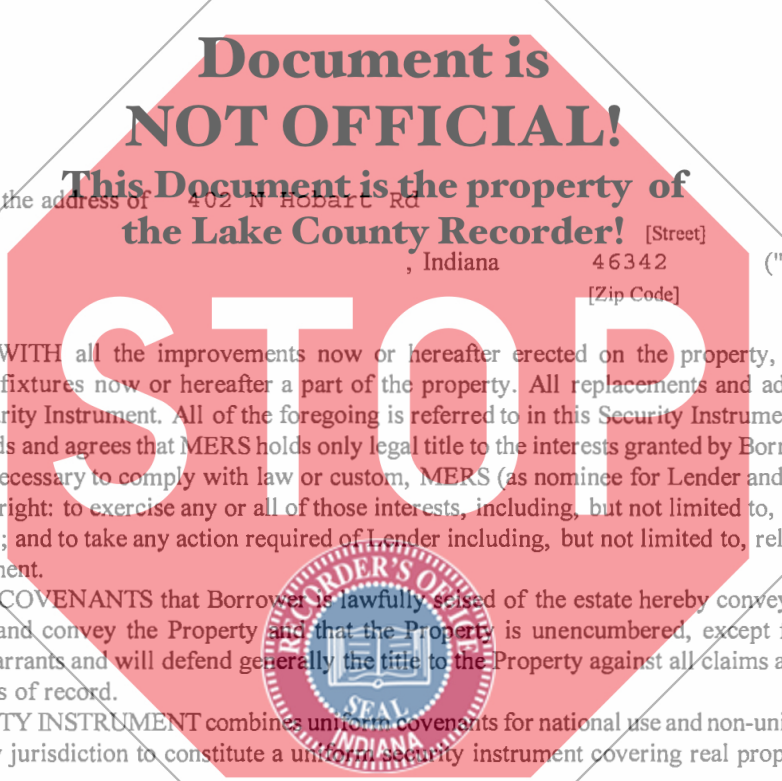 Document is
NOT OFFICIAL!
This Document is the property of
the address of 402 N Hobart Rd
the Lake County Recorder! [Street]
, Indiana 46342 ("
[Zip Code]
STOP
WITH all the improvements now or hereafter erected on the property,
fixtures now or hereafter a part of the property. All replacements and ad
rity Instrument. All of the foregoing is referred to in this Security Instrume
ds and agrees that MERS holds only legal title to the interests granted by Borr
ecessary to comply with law or custom, MERS (as nominee for Lender and
right: to exercise any or all of those interests, including, but not limited to,
; and to take any action required of Lender including, but not limited to, rel
nent.
COVENANTS that Borrower is lawfully seised of the estate hereby convey
and convey the Property and that the Property is unencumbered, except f
arrants and will defend generally the title to the Property against all claims a
s of record.
TY INSTRUMENT combines uniform covenants for national use and non-uni
y jurisdiction to constitute a uniform security instrument covering real prop
RECORDER'S OFFICE
SEAL
INDIANA